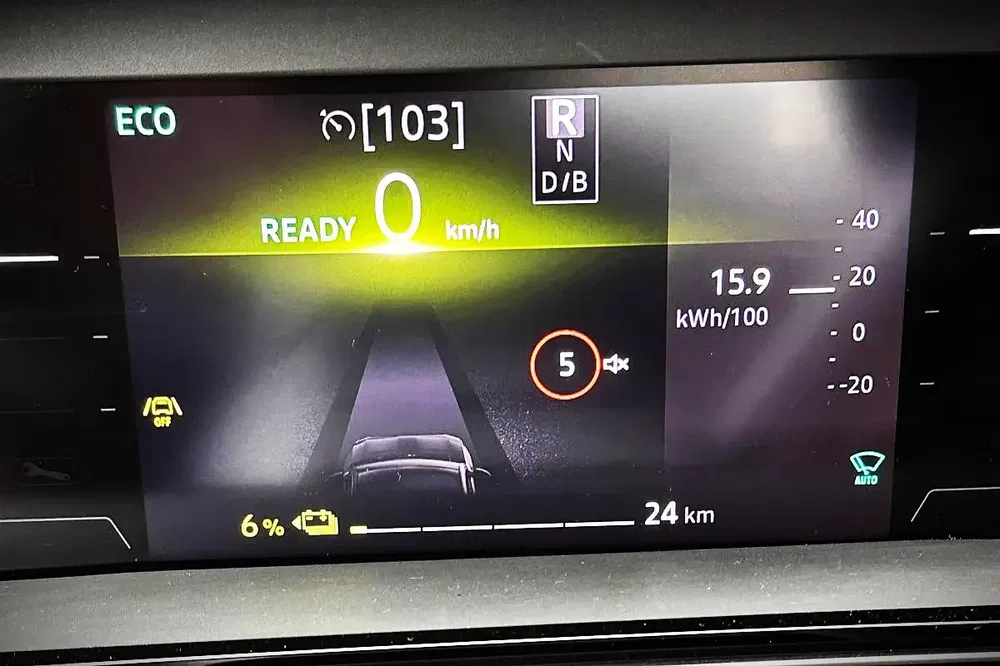 ECO
[103]
R
N
D/B
READY 0 km/h
40
20
0
-20
15.9
kWh/100
5
OFF
AUTO
6%
24 km